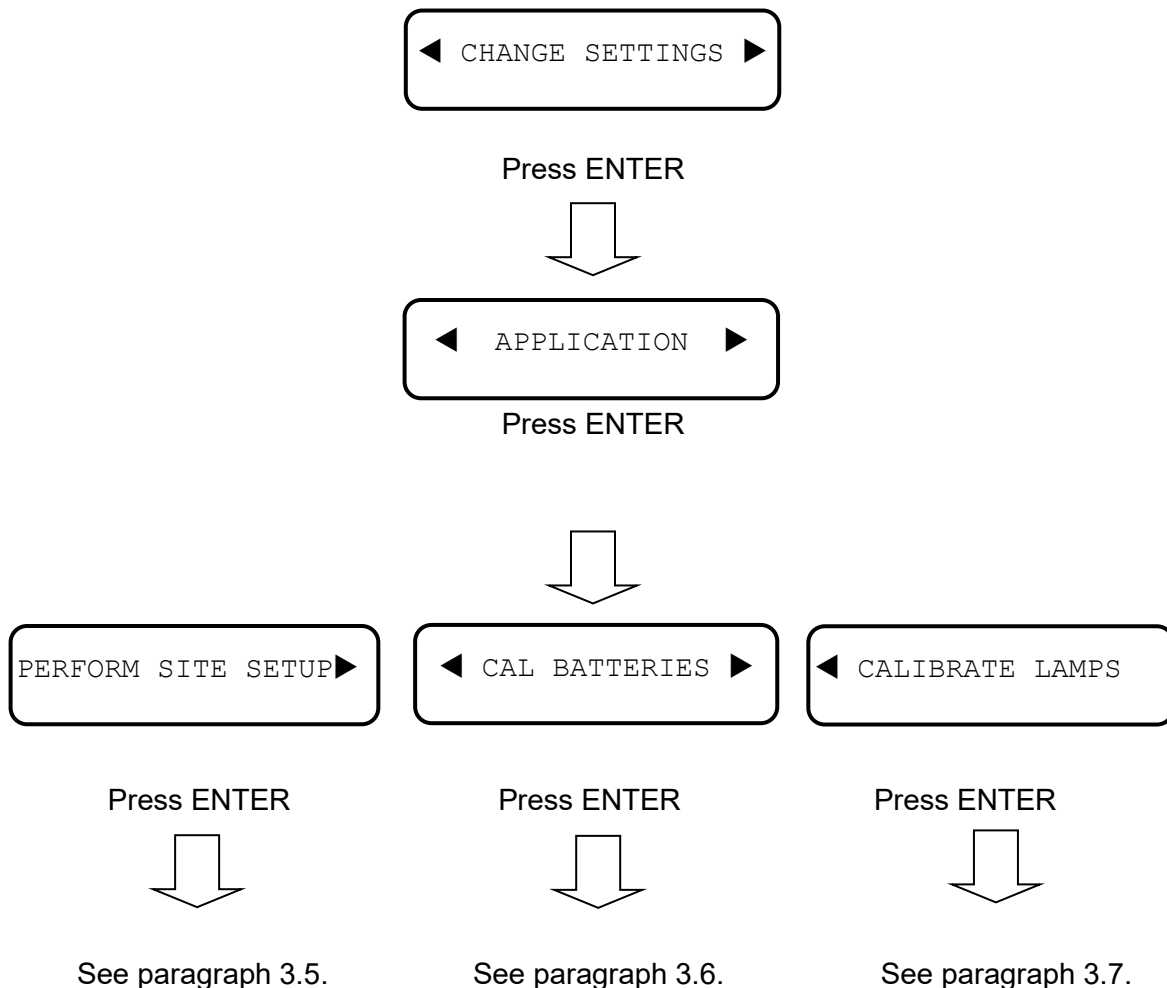 ◀ CHANGE SETTINGS ▶
Press ENTER
◀ APPLICATION ▶
Press ENTER
PERFORM SITE SETUP▶
◀ CAL BATTERIES ▶
◀ CALIBRATE LAMPS
Press ENTER
Press ENTER
Press ENTER
See paragraph 3.5.
See paragraph 3.6.
See paragraph 3.7.